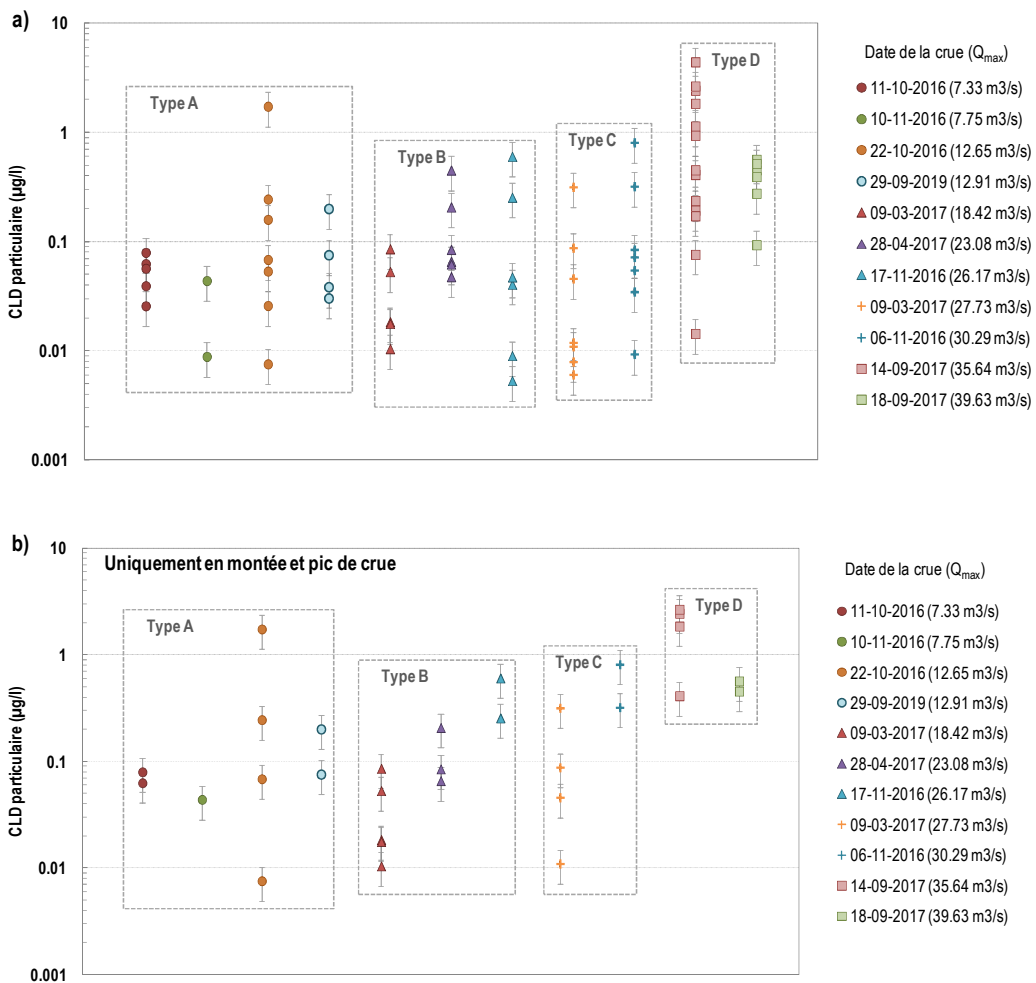 a)
10
1
0.1
0.01
0.001
CLD particulaire (µg/l)
Type A
Type B
Type C
Type D
Date de la crue (Qmax)
11-10-2016 (7.33 m3/s)
10-11-2016 (7.75 m3/s)
22-10-2016 (12.65 m3/s)
29-09-2019 (12.91 m3/s)
09-03-2017 (18.42 m3/s)
28-04-2017 (23.08 m3/s)
17-11-2016 (26.17 m3/s)
09-03-2017 (27.73 m3/s)
06-11-2016 (30.29 m3/s)
14-09-2017 (35.64 m3/s)
18-09-2017 (39.63 m3/s)
b)
Uniquement en montée et pic de crue
10
1
0.1
0.01
0.001
CLD particulaire (µg/l)
Type A
Type B
Type C
Type D
Date de la crue (Qmax)
11-10-2016 (7.33 m3/s)
10-11-2016 (7.75 m3/s)
22-10-2016 (12.65 m3/s)
29-09-2019 (12.91 m3/s)
09-03-2017 (18.42 m3/s)
28-04-2017 (23.08 m3/s)
17-11-2016 (26.17 m3/s)
09-03-2017 (27.73 m3/s)
06-11-2016 (30.29 m3/s)
14-09-2017 (35.64 m3/s)
18-09-2017 (39.63 m3/s)